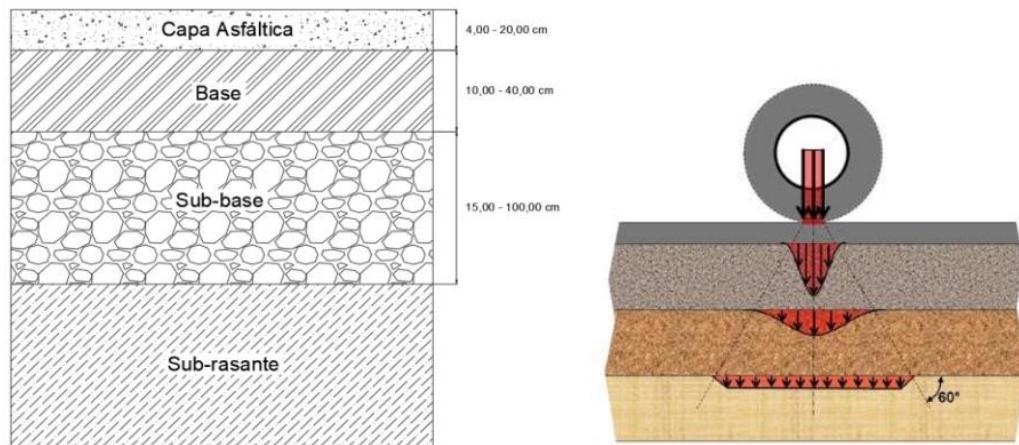 Capa Asfáltica
4,00 - 20,00 cm
Base
10,00 - 40,00 cm
Sub-base
15,00 - 100,00 cm
Sub-rasante
60°